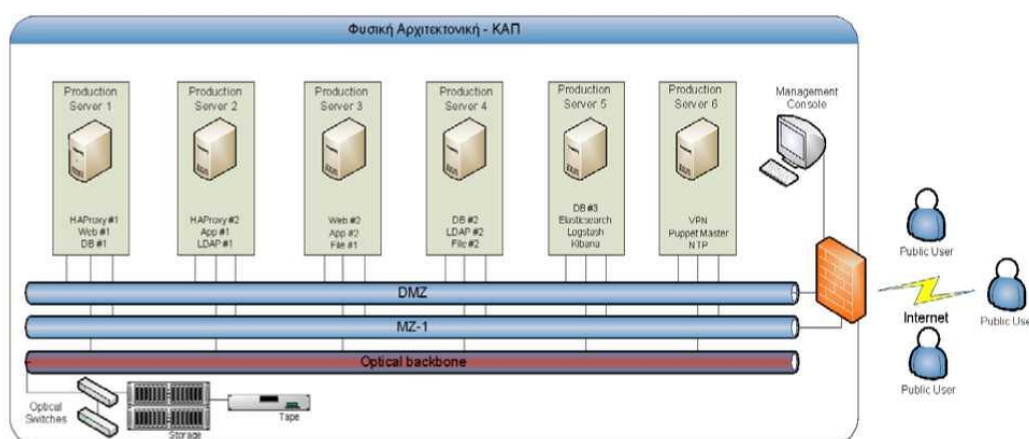 Φυσική Αρχιτεκτονική - ΚΑΠ
Production
Server 1
HAProxy #1
Web #1
DB #1
Production
Server 2
HAProxy #2
App #1
LDAP #1
Production
Server 3
Web #2
App #2
File #1
Production
Server 4
DB #2
LDAP #2
File #2
Production
Server 5
DB #3
Elasticsearch
Logstash
Kibana
Production
Server 6
VPN
Puppet Master
NTP
Management
Console
Public User
DMZ
MZ-1
Optical backbone
Internet
Public Use
Public User
Optical
Switches
Storage
Tape